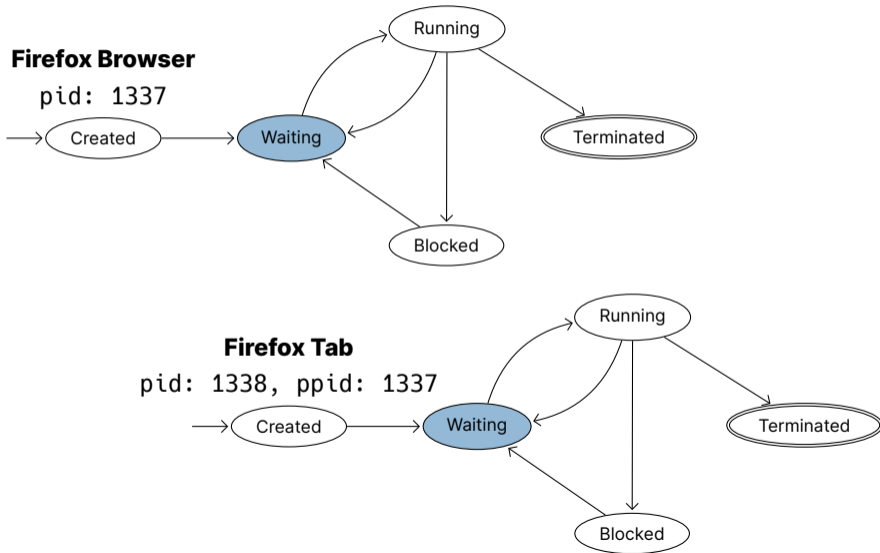 Running
Firefox Browser
pid: 1337
Created
Waiting
Terminated
Blocked
Running
Firefox Tab
pid: 1338, ppid: 1337
Created
Waiting
Terminated
Blocked